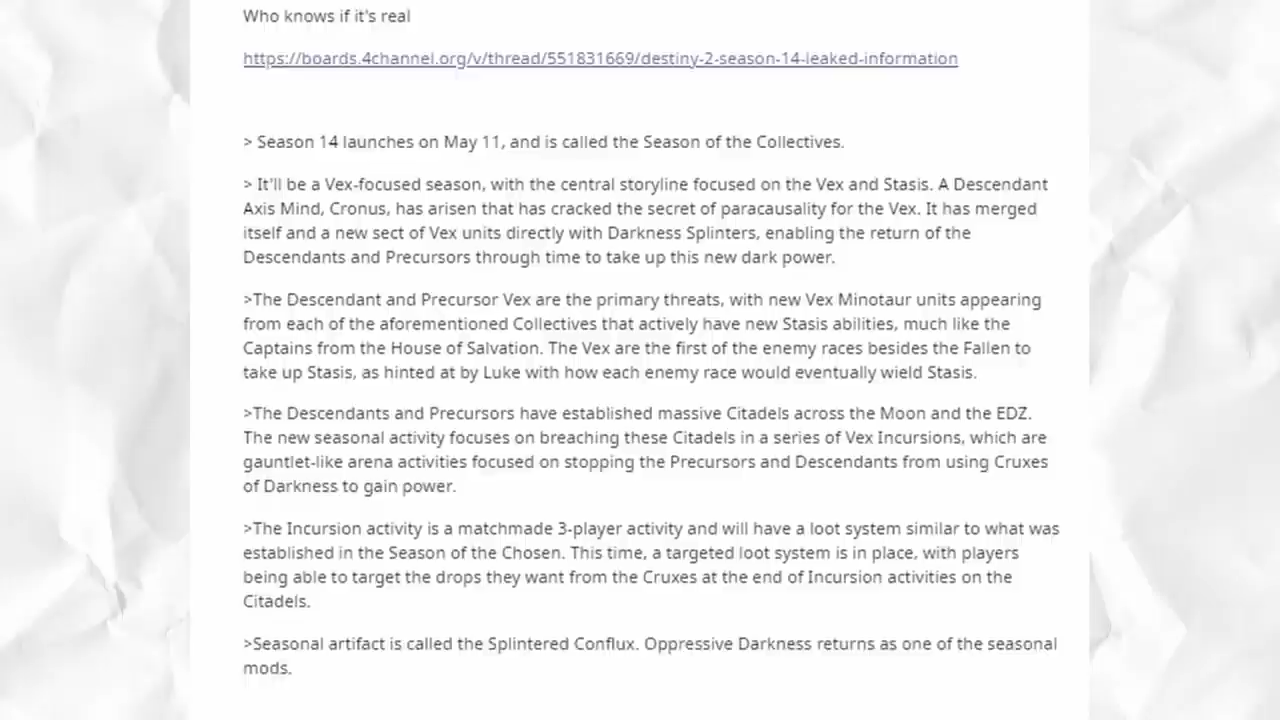 Who knows if it's real
https://boards.4channel.org/v/thread/551831669/destiny-2-season-14-leaked-information
> Season 14 launches on May 11, and is called the Season of the Collectives.
> It'll be a Vex-focused season, with the central storyline focused on the Vex and Stasis. A Descendant
Axis Mind, Cronus, has arisen that has cracked the secret of paracausality for the Vex. It has merged
itself and a new sect of Vex units directly with Darkness Splinters, enabling the return of the
Descendants and Precursors through time to take up this new dark power.
>The Descendant and Precursor Vex are the primary threats, with new Vex Minotaur units appearing
from each of the aforementioned Collectives that actively have new Stasis abilities, much like the
Captains from the House of Salvation. The Vex are the first of the enemy races besides the Fallen to
take up Stasis, as hinted at by Luke with how each enemy race would eventually wield Stasis.
>The Descendants and Precursors have established massive Citadels across the Moon and the EDZ.
The new seasonal activity focuses on breaching these Citadels in a series of Vex Incursions, which are
gauntlet-like arena activities focused on stopping the Precursors and Descendants from using Cruxes
of Darkness to gain power.
>The Incursion activity is a matchmade 3-player activity and will have a loot system similar to what was
established in the Season of the Chosen. This time, a targeted loot system is in place, with players
being able to target the drops they want from the Cruxes at the end of Incursion activities on the
Citadels.
>Seasonal artifact is called the Splintered Conflux. Oppressive Darkness returns as one of the seasonal
mods.